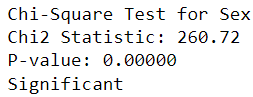 Chi-Square Test for Sex
Chi2 Statistic: 260.72
P-value: 0.00000
Significant